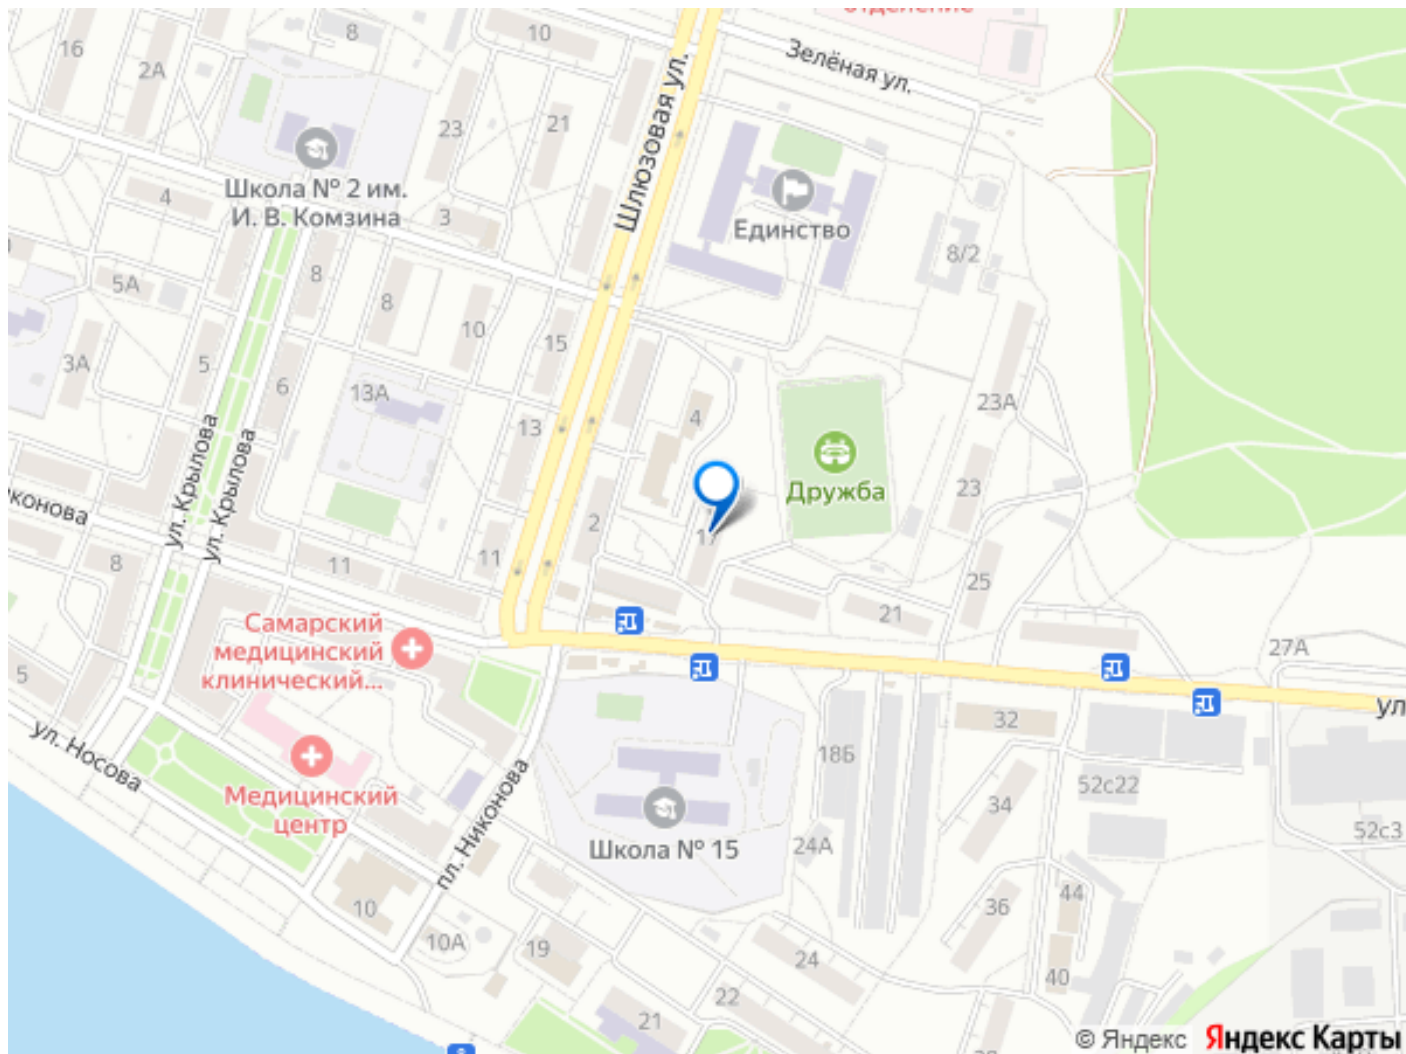 отделение
16
2А
8
10
Зелёная ул.
Шлюзовая ул.
23
21
Школа № 2 им.
И. В. Комзина
4
3
Единство
8/2
5А
8
8
10
15
3А
5
6
13А
13
4
23А
ул. Крылова
ул. Крылова
Дружба
23
2
17
иконова
8
11
11
25
21
Самарский
медицинский
клинический...
27А
5
ул. Носова
32
ул
18Б
52с22
Медицинский
центр
пл. Никонова
34
52с3
Школа № 15
24А
44
10
36
10А
19
24
40
22
21
© Яндекс
Яндекс Карты